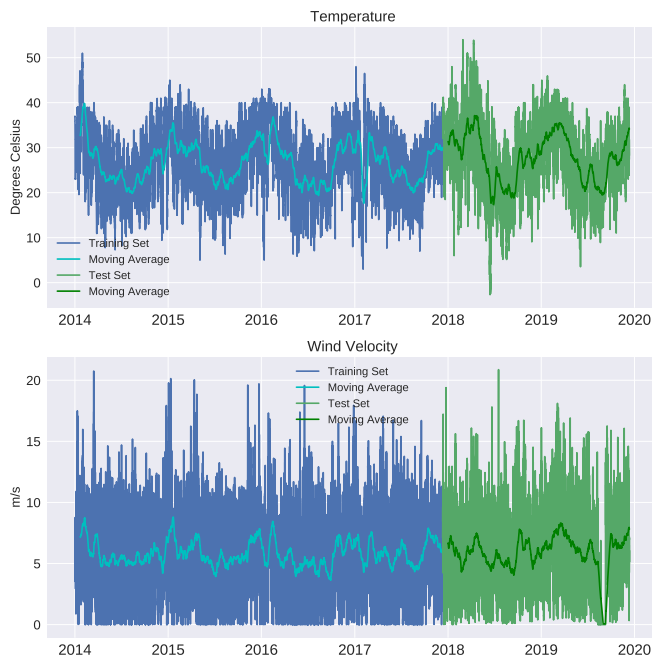 Temperature
Degrees Celsius
50
40
30
20
10
0
Training Set
Moving Average
Test Set
Moving Average
2014 2015 2016 2017 2018 2019 2020
Wind Velocity
m/s
20
15
10
5
0
Training Set
Moving Average
Test Set
Moving Average
2014 2015 2016 2017 2018 2019 2020